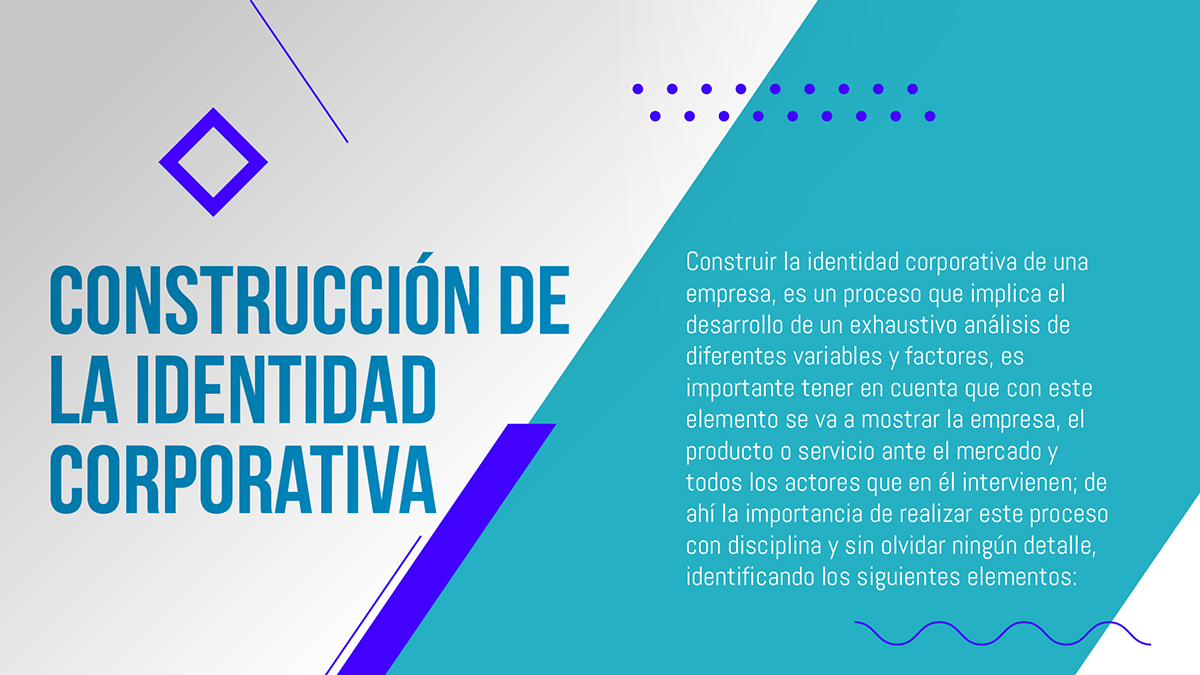 CONSTRUCCIÓN DE
LA IDENTIDAD
CORPORATIVA
Construir la identidad corporativa de una
empresa, es un proceso que implica el
desarrollo de un exhaustivo análisis de
diferentes variables y factores, es
importante tener en cuenta que con este
elemento se va a mostrar la empresa, el
producto o servicio ante el mercado y
todos los actores que en él intervienen; de
ahí la importancia de realizar este proceso
con disciplina y sin olvidar ningún detalle,
identificando los siguientes elementos: